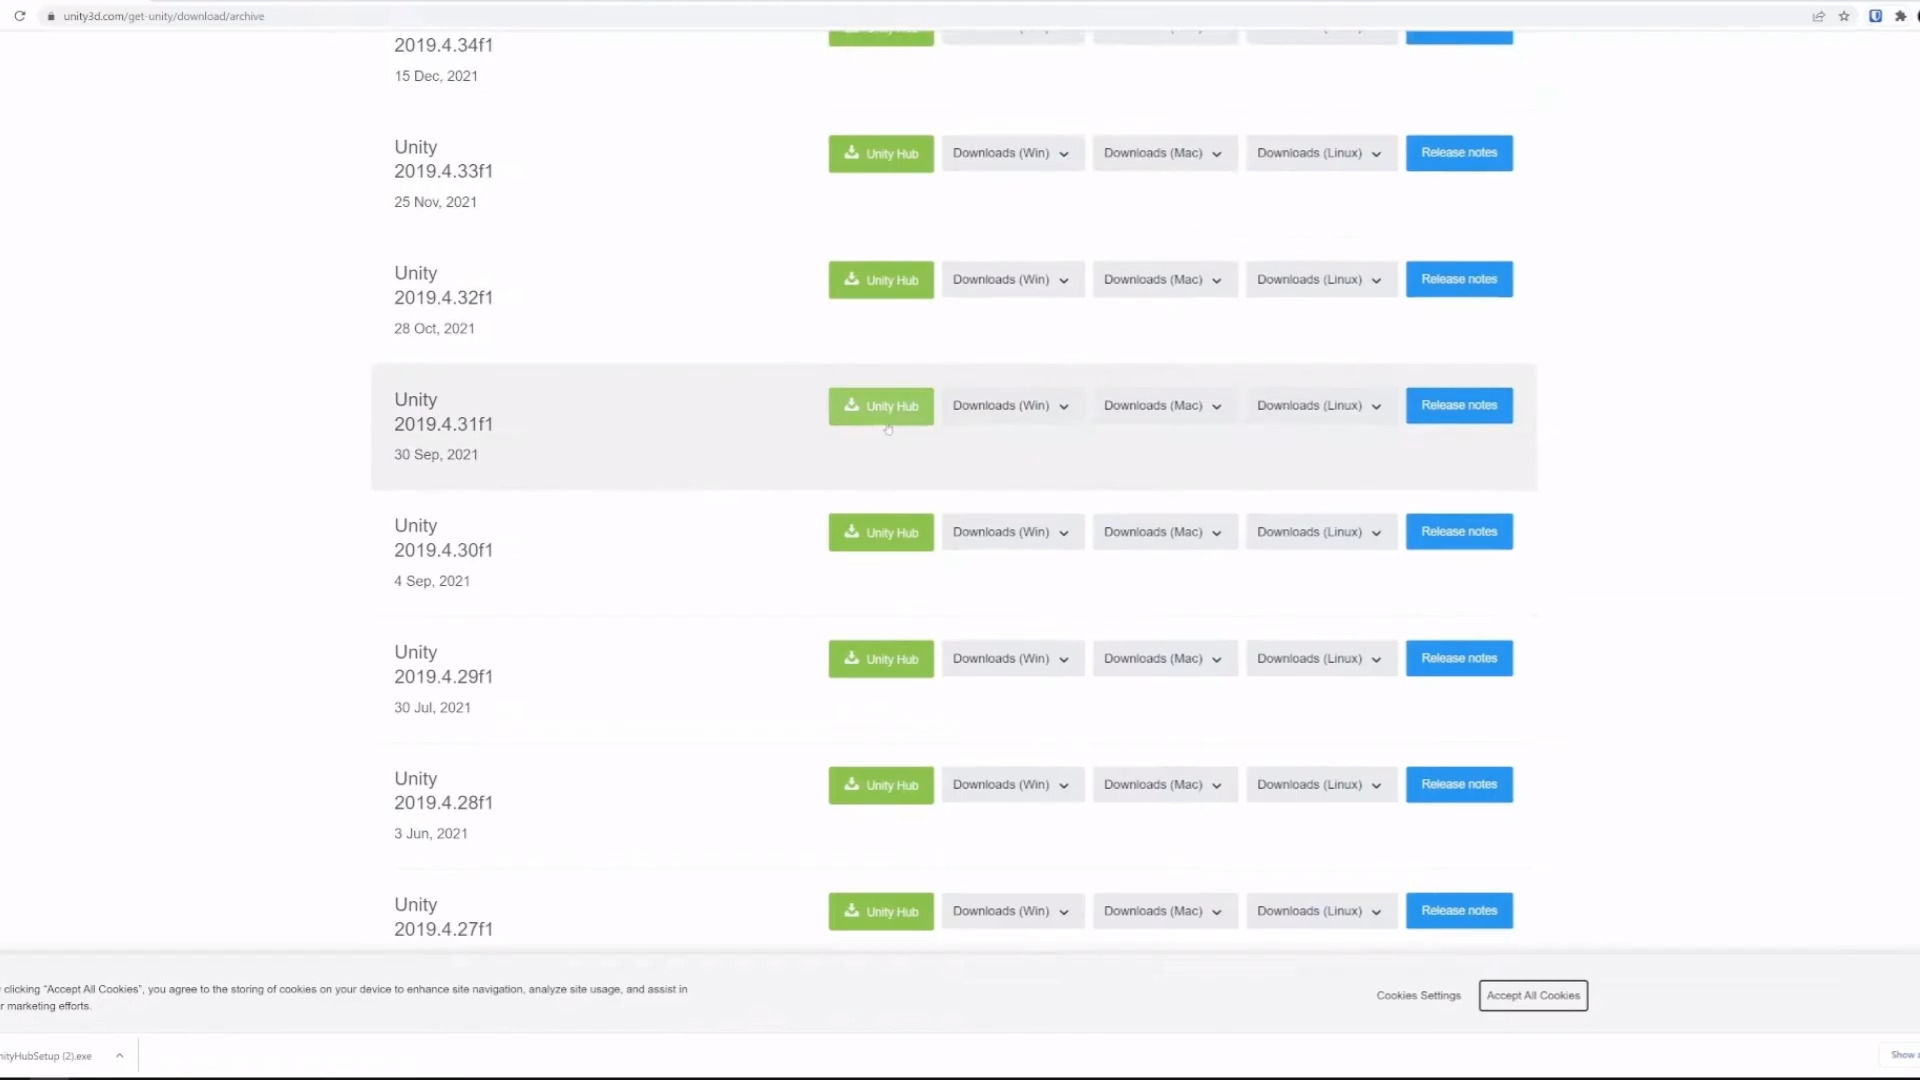 unity3d.com/get-unity/download/archive
2019.4.34f1
15 Dec, 2021
Unity
2019.4.33f1
25 Nov, 2021
Unity Hub Downloads (Win) Downloads (Mac) Downloads (Linux) Release notes
Unity
2019.4.32f1
28 Oct, 2021
Unity Hub Downloads (Win) Downloads (Mac) Downloads (Linux) Release notes
Unity
2019.4.31f1
30 Sep, 2021
Unity Hub Downloads (Win) Downloads (Mac) Downloads (Linux) Release notes
Unity
2019.4.30f1
4 Sep, 2021
Unity Hub Downloads (Win) Downloads (Mac) Downloads (Linux) Release notes
Unity
2019.4.29f1
30 Jul, 2021
Unity Hub Downloads (Win) Downloads (Mac) Downloads (Linux) Release notes
Unity
2019.4.28f1
3 Jun, 2021
Unity Hub Downloads (Win) Downloads (Mac) Downloads (Linux) Release notes
Unity
2019.4.27f1
Unity Hub Downloads (Win) Downloads (Mac) Downloads (Linux) Release notes
clicking "Accept All Cookies", you agree to the storing of cookies on your device to enhance site navigation, analyze site usage, and assist in
r marketing efforts.
Cookies Settings Accept All Cookies
nityHubSetup (2).exe
Show